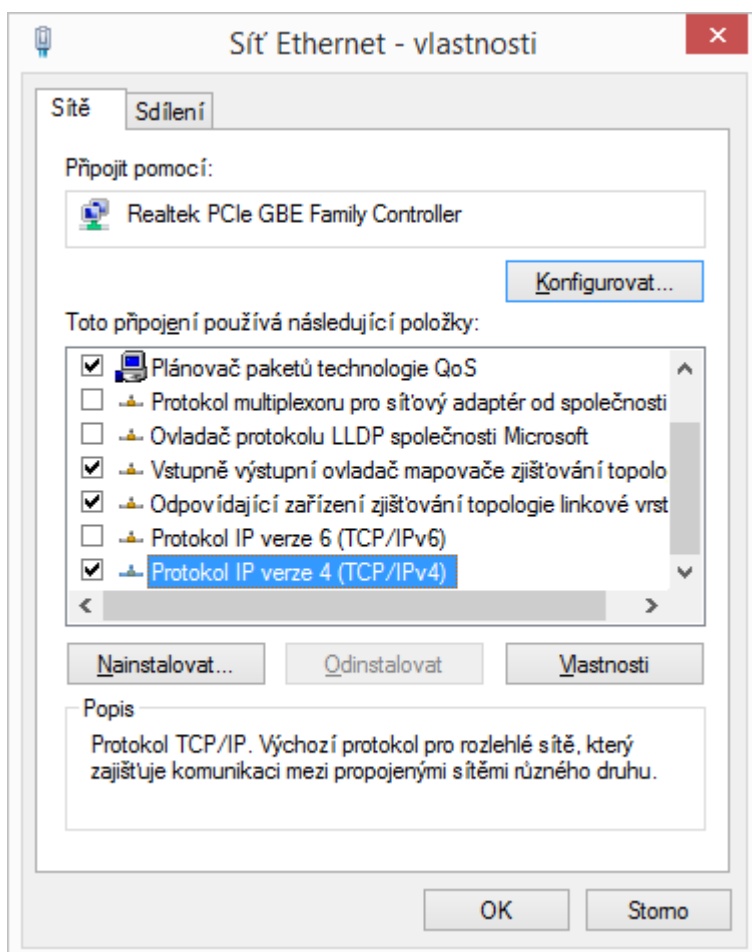 Síť Ethernet - vlastnosti
Sítě
Sdílení
Připojit pomocí:
Realtek PCIe GBE Family Controller
Konfigurovat...
Toto připojení používá následující položky:
Plánovač paketů technologie QoS
Protokol multiplexoru pro síťový adaptér od společnosti
Ovladač protokolu LLDP společnosti Microsoft
Vstupně výstupní ovladač mapovače zjišťování topolo
Odpovídající zařízení zjišťování topologie linkové vrst
Protokol IP verze 6 (TCP/IPv6)
Protokol IP verze 4 (TCP/IPv4)
Nainstalovat...
Odinstalovat
Vlastnosti
Popis
Protokol TCP/IP. Výchozí protokol pro rozlehlé sítě, který
zajišťuje komunikaci mezi propojenými sítěmi různého druhu.
OK
Storno